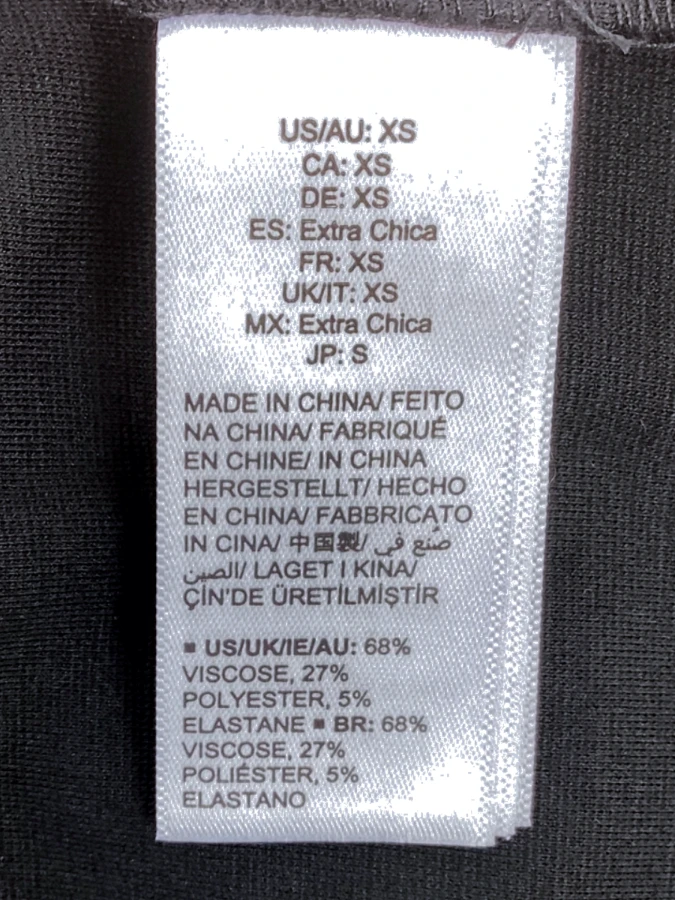 US/AU: XS
CA: XS
DE: XS
ES: Extra Chica
FR: XS
UK/IT: XS
MX: Extra Chica
JP: S
MADE IN CHINA/ FEITO
NA CHINA/ FABRIQUÉ
EN CHINE/ IN CHINA
HERGESTELLT/ HECHO
EN CHINA/ FABBRICATO
IN CINA/ 中国製/ صنع في
الصين/ LAGET I KINA/
ÇİN'DE ÜRETİLMİŞTİR
▪ US/UK/IE/AU: 68%
VISCOSE, 27%
POLYESTER, 5%
ELASTANE ▪ BR: 68%
VISCOSE, 27%
POLIÉSTER, 5%
ELASTANO